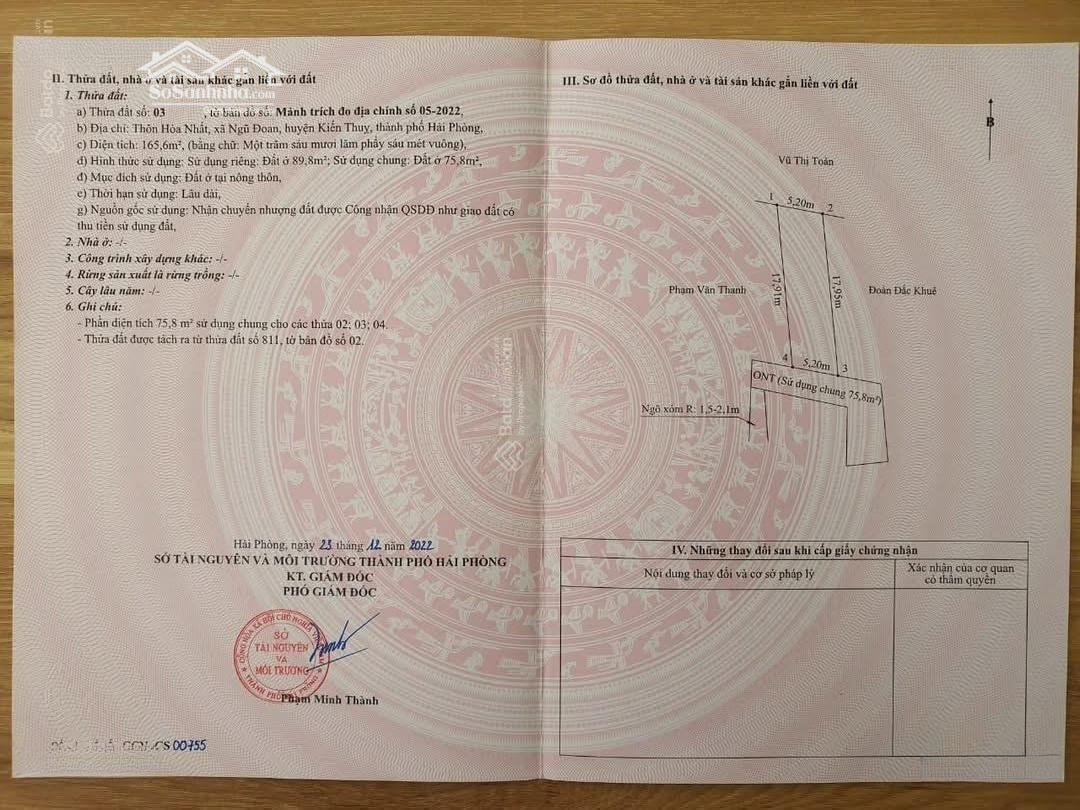 II. Thửa đất, nhà ở và tài sản khác gắn liền với đất
SoSanhnha.com
1. Thửa đất:
a) Thửa đất số: 03 , tờ bản đồ số: Mảnh trích đo địa chính số 05-2022,
b) Địa chỉ: Thôn Hòa Nhất, xã Ngũ Đoan, huyện Kiến Thụy, thành phố Hải Phòng,
c) Diện tích: 165,6m², (bằng chữ: Một trăm sáu mươi lăm phẩy sáu mét vuông),
d) Hình thức sử dụng: Sử dụng riêng: Đất ở 89,8m²; Sử dụng chung: Đất ở 75,8m²,
đ) Mục đích sử dụng: Đất ở tại nông thôn,
e) Thời hạn sử dụng: Lâu dài,
g) Nguồn gốc sử dụng: Nhận chuyển nhượng đất được Công nhận QSDĐ như giao đất có
thu tiền sử dụng đất,
2. Nhà ở: -/-
3. Công trình xây dựng khác: -/-
4. Rừng sản xuất là rừng trồng: -/-
5. Cây lâu năm: -/-
6. Ghi chú:
- Phần diện tích 75,8 m² sử dụng chung cho các thửa 02; 03; 04.
- Thửa đất được tách ra từ thửa đất số 811, tờ bản đồ số 02.
Hải Phòng, ngày 23 tháng 12 năm 2022
SỞ TÀI NGUYÊN VÀ MÔI TRƯỜNG THÀNH PHỐ HẢI PHÒNG
KT. GIÁM ĐỐC
PHÓ GIÁM ĐỐC
CỘNG HÒA XÃ HỘI CHỦ NGHĨA VIỆT NAM
SỞ
TÀI NGUYÊN
VÀ
MÔI TRƯỜNG
Phạm Minh Thành
CS 00755
III. Sơ đồ thửa đất, nhà ở và tài sản khác gắn liền với đất
B
Vũ Thị Toản
1 5,20m 2
17,91m
17,95m
Phạm Văn Thanh
Đoàn Đắc Khuê
4 5,20m 3
ONT (Sử dụng chung 75,8m²)
Ngõ xóm R: 1,5-2,1m
IV. Những thay đổi sau khi cấp giấy chứng nhận
Nội dung thay đổi và cơ sở pháp lý
Xác nhận của cơ quan
có thẩm quyền